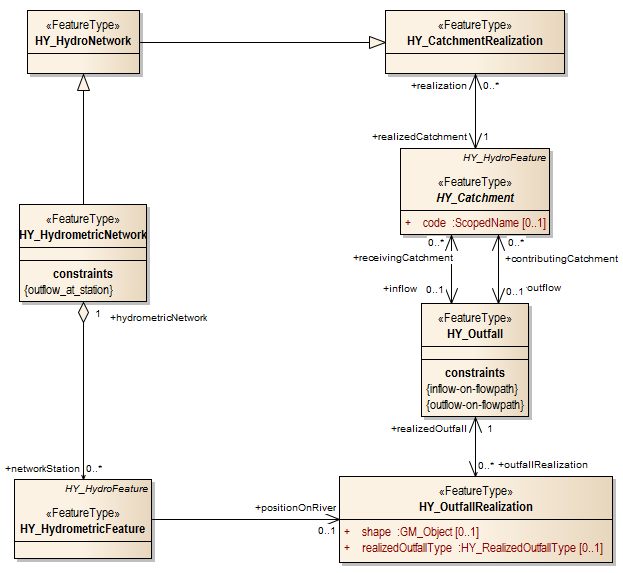 «FeatureType»
HY_HydroNetwork
«FeatureType»
HY_CatchmentRealization
+realization
0..*
+realizedCatchment
1
HY_HydroFeature
«FeatureType»
HY_Catchment
+ code :ScopedName [0..1]
«FeatureType»
HY_HydrometricNetwork
constraints
{outflow_at_station}
0..*
0..*
+receivingCatchment
+contributingCatchment
+inflow
0..1
0..1
outflow
1
+hydrometricNetwork
«FeatureType»
HY_Outfall
constraints
{inflow-on-flowpath}
{outflow-on-flowpath}
+realizedOutfall
1
+networkStation
0..*
0..*
+outfallRealization
HY_HydroFeature
«FeatureType»
HY_HydrometricFeature
+positionOnRiver
0..1
«FeatureType»
HY_OutfallRealization
+ shape :GM_Object [0..1]
+ realizedOutfallType :HY_RealizedOutfallType [0..1]